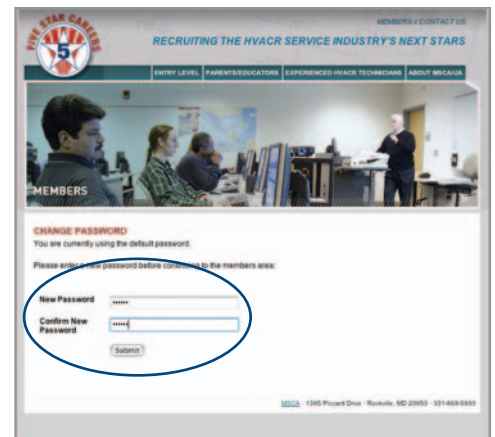 FIVE STAR CAREERS
5
MEMBERS // CONTACT US
RECRUITING THE HVACR SERVICE INDUSTRY'S NEXT STARS
ENTRY LEVEL PARENTS/EDUCATORS EXPERIENCED HVACR TECHNICIANS ABOUT MSCA/UA
MEMBERS
CHANGE PASSWORD
You are currently using the default password.
Please enter a new password before continuing to the members area:
New Password ••••••
Confirm New
Password ••••••
Submit
MSCA - 1385 Piccard Drive - Rockville, MD 20850